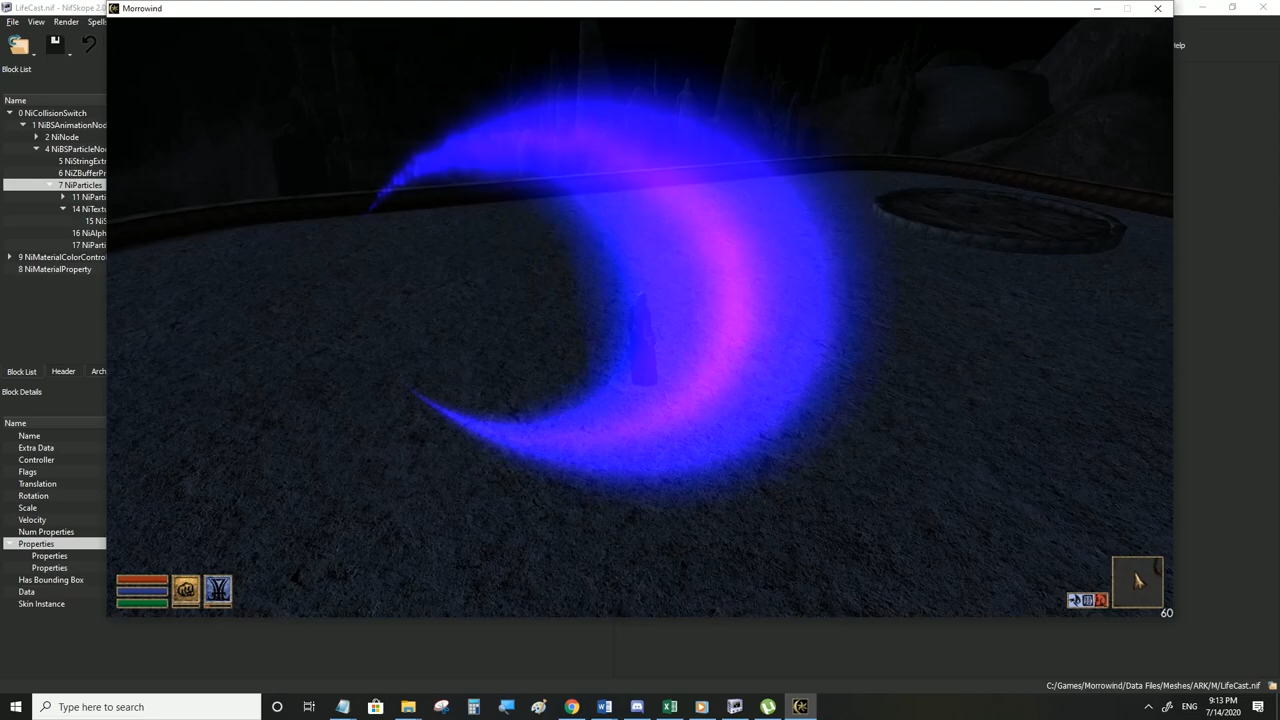 LifeCast.nif - NifSkope 2.0
Morrowind
File View Render Spells
Help
Block List
Name
0 NiCollisionSwitch
1 NiBSAnimationNod
2 NiNode
4 NiBSParticleNo
5 NiStringExtr
6 NiZBufferPr
7 NiParticles
11 NiParti
14 NiText
15 NiS
16 NiAlph
17 NiParti
9 NiMaterialColorContro
8 NiMaterialProperty
Block List Header Arch
Block Details
Name
Name
Extra Data
Controller
Flags
Translation
Rotation
Scale
Velocity
Num Properties
Properties
Properties
Properties
Has Bounding Box
Data
Skin Instance
60
C:/Games/Morrowind/Data Files/Meshes/ARK/M/LifeCast.nif
Type here to search
ENG
9:13 PM
7/14/2020